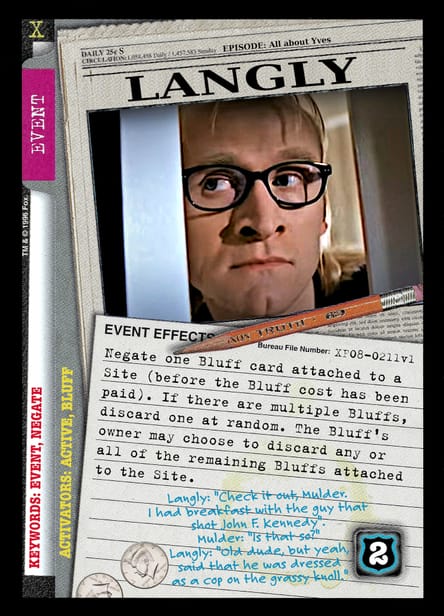 X
EVENT
TM & © 1996 Fox.
KEYWORDS: EVENT, NEGATE
ACTIVATORS: ACTIVE, BLUFF
DAILY 25¢ S
EPISODE: All about Yves
LANGLY
EVENT EFFECTS
Bureau File Number: XF08-0211v1
Negate one Bluff card attached to a
Site (before the Bluff cost has been
paid). If there are multiple Bluffs,
discard one at random. The Bluff's
owner may choose to discard any or
all of the remaining Bluffs attached
to the Site.
Langly: "Check it out, Mulder.
I had breakfast with the guy that
shot John F. Kennedy".
Mulder: "Is that so?"
Langly: "Old dude, but yeah,
said that he was dressed
as a cop on the grassy knoll."
2